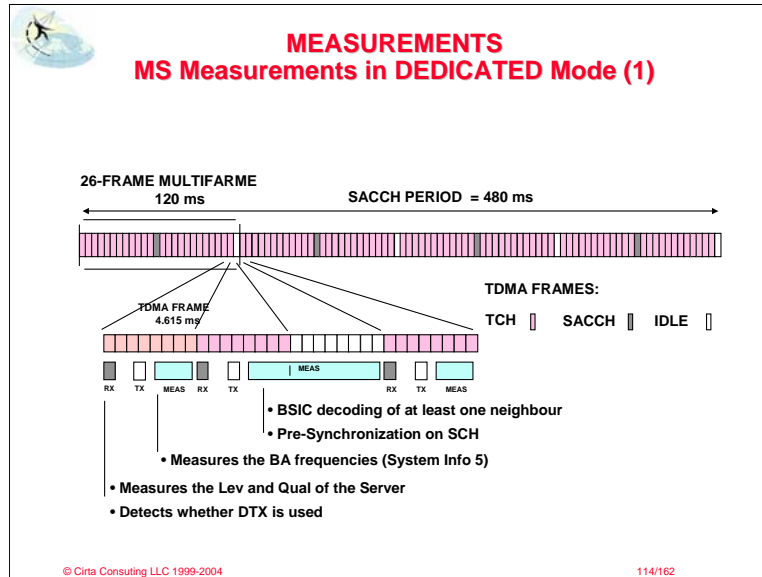 MEASUREMENTS
MS Measurements in DEDICATED Mode (1)
26-FRAME MULTIFARME
120 ms
SACCH PERIOD = 480 ms
TDMA FRAMES:
TCH SACCH IDLE
TDMA FRAME
4.615 ms
MEAS
RX TX MEAS RX TX RX TX MEAS
• BSIC decoding of at least one neighbour
• Pre-Synchronization on SCH
• Measures the BA frequencies (System Info 5)
• Measures the Lev and Qual of the Server
• Detects whether DTX is used
© Cirta Consuting LLC 1999-2004 114/162